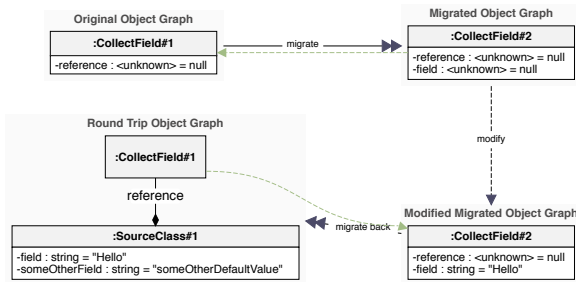 Original Object Graph
:CollectField#1
-reference : <unknown> = null
migrate
Migrated Object Graph
:CollectField#2
-reference : <unknown> = null
-field : <unknown> = null
modify
Round Trip Object Graph
:CollectField#1
reference
:SourceClass#1
-field : string = "Hello"
-someOtherField : string = "someOtherDefaultValue"
migrate back
Modified Migrated Object Graph
:CollectField#2
-reference : <unknown> = null
-field : string = "Hello"